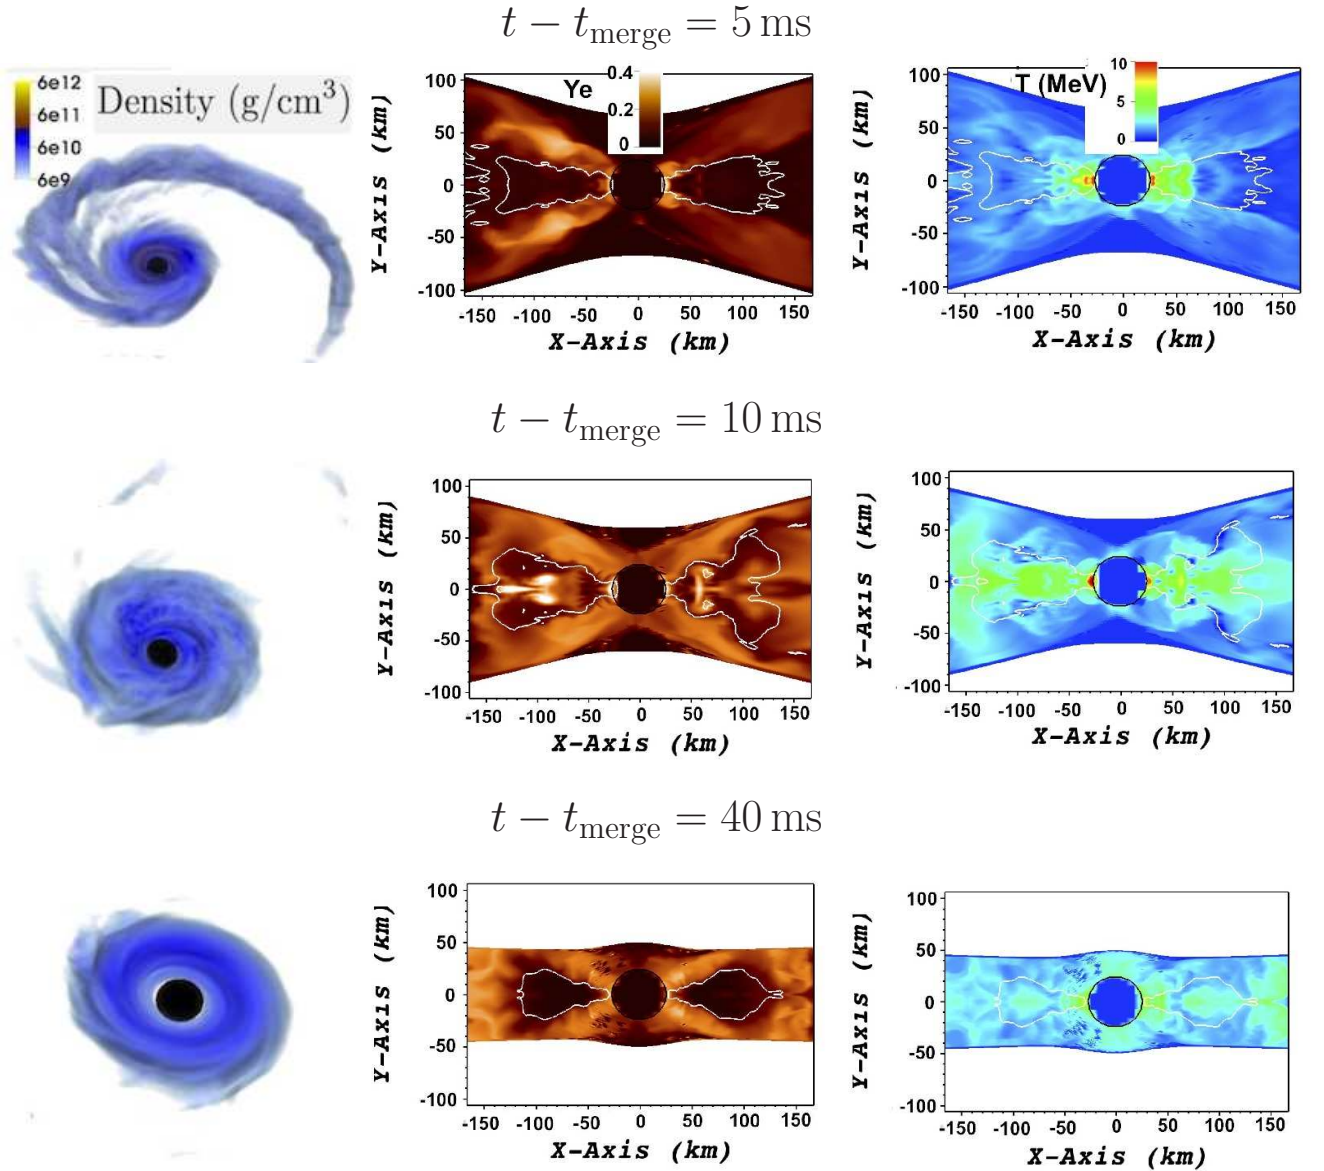 t − t_merge = 5 ms
6e12
6e11
6e10
6e9
Density (g/cm³)
Ye
0.4
0.2
0
100
50
0
-50
-100
Y-Axis (km)
-150 -100 -50 0 50 100 150
X-Axis (km)
T (MeV)
10
5
0
100
50
0
-50
-100
Y-Axis (km)
-150 -100 -50 0 50 100 150
X-Axis (km)
t − t_merge = 10 ms
100
50
0
-50
-100
Y-Axis (km)
-150 -100 -50 0 50 100 150
X-Axis (km)
100
50
0
-50
-100
Y-Axis (km)
-150 -100 -50 0 50 100 150
X-Axis (km)
t − t_merge = 40 ms
100
50
0
-50
-100
Y-Axis (km)
-150 -100 -50 0 50 100 150
X-Axis (km)
100
50
0
-50
-100
Y-Axis (km)
-150 -100 -50 0 50 100 150
X-Axis (km)